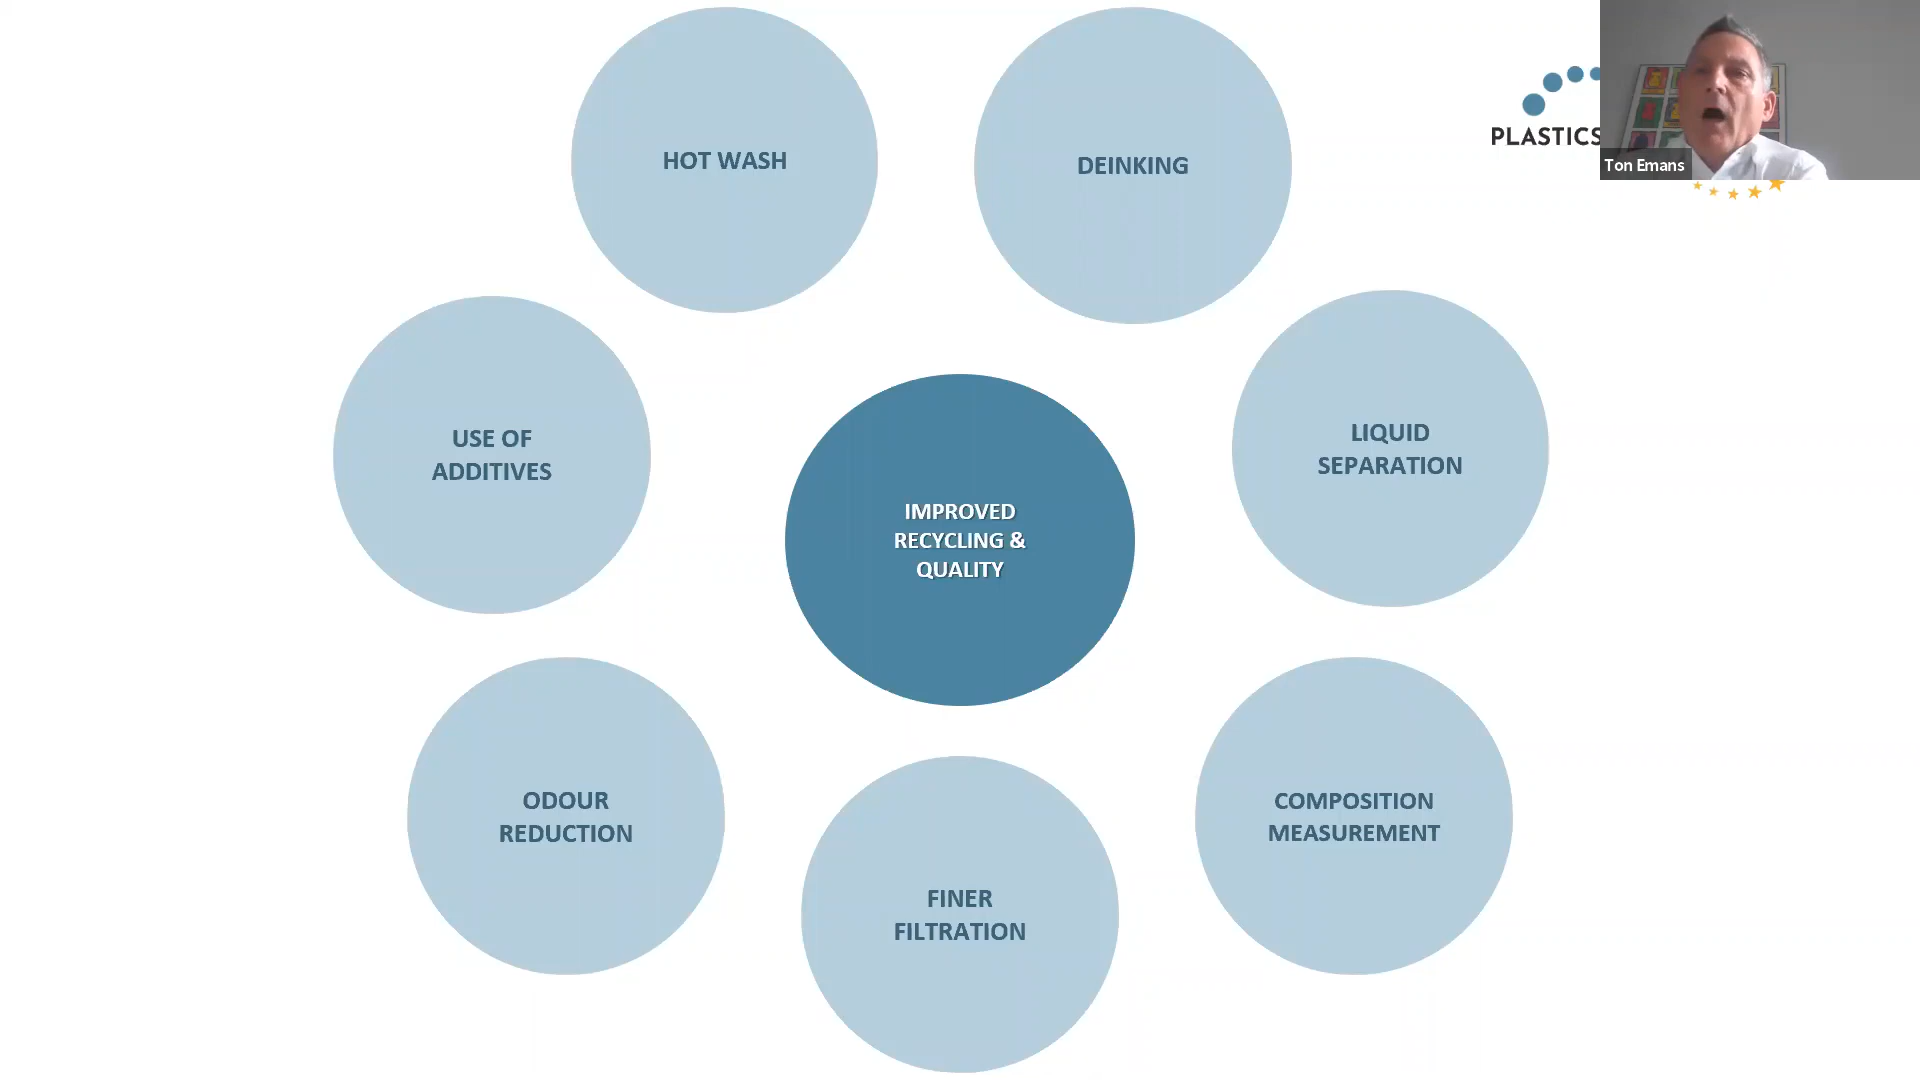 HOT WASH
DEINKING
PLASTICS
Ton Emans
USE OF
ADDITIVES
LIQUID
SEPARATION
IMPROVED
RECYCLING &
QUALITY
ODOUR
REDUCTION
COMPOSITION
MEASUREMENT
FINER
FILTRATION